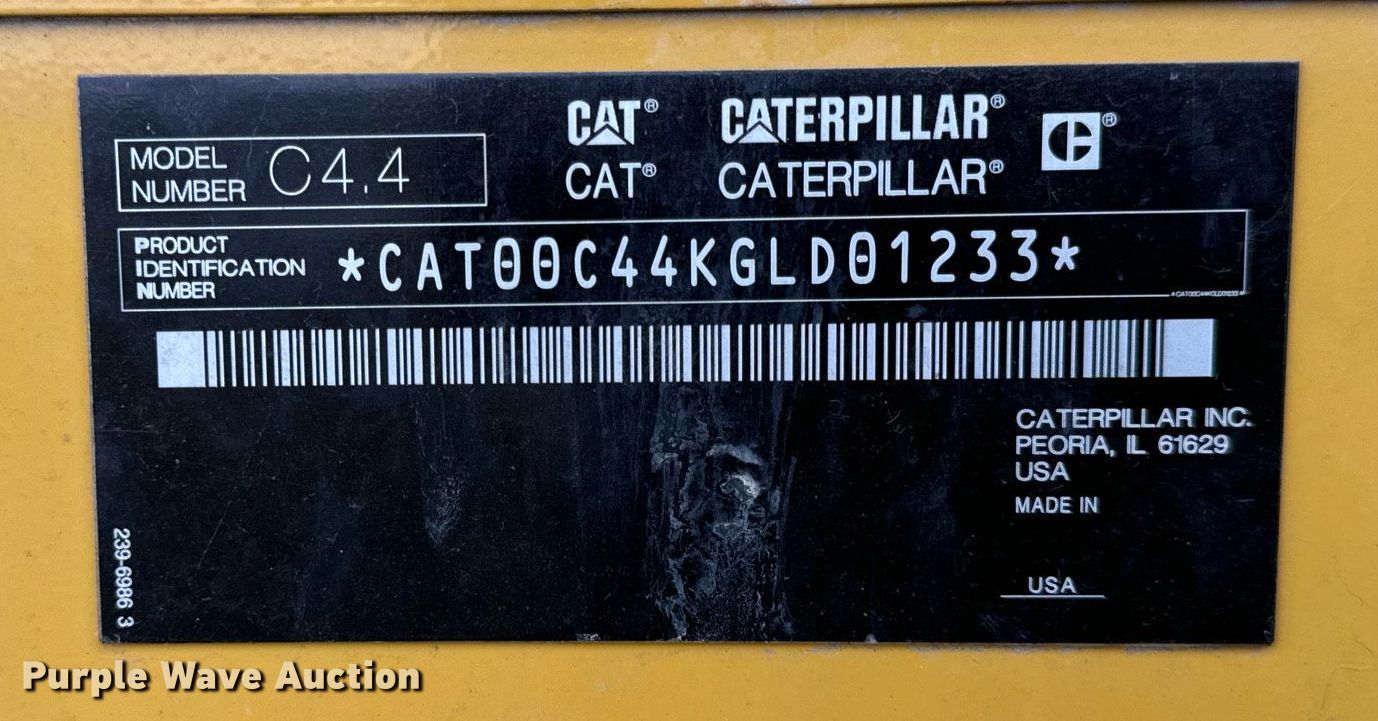 CAT® CATERPILLAR® C®
CAT® CATERPILLAR®
MODEL NUMBER C4.4
PRODUCT
IDENTIFICATION
NUMBER
*CAT00C44KGLD01233*
*CAT00C44KGLD01233*
CATERPILLAR INC.
PEORIA, IL 61629
USA
MADE IN
USA
239-6986 3
Purple Wave Auction